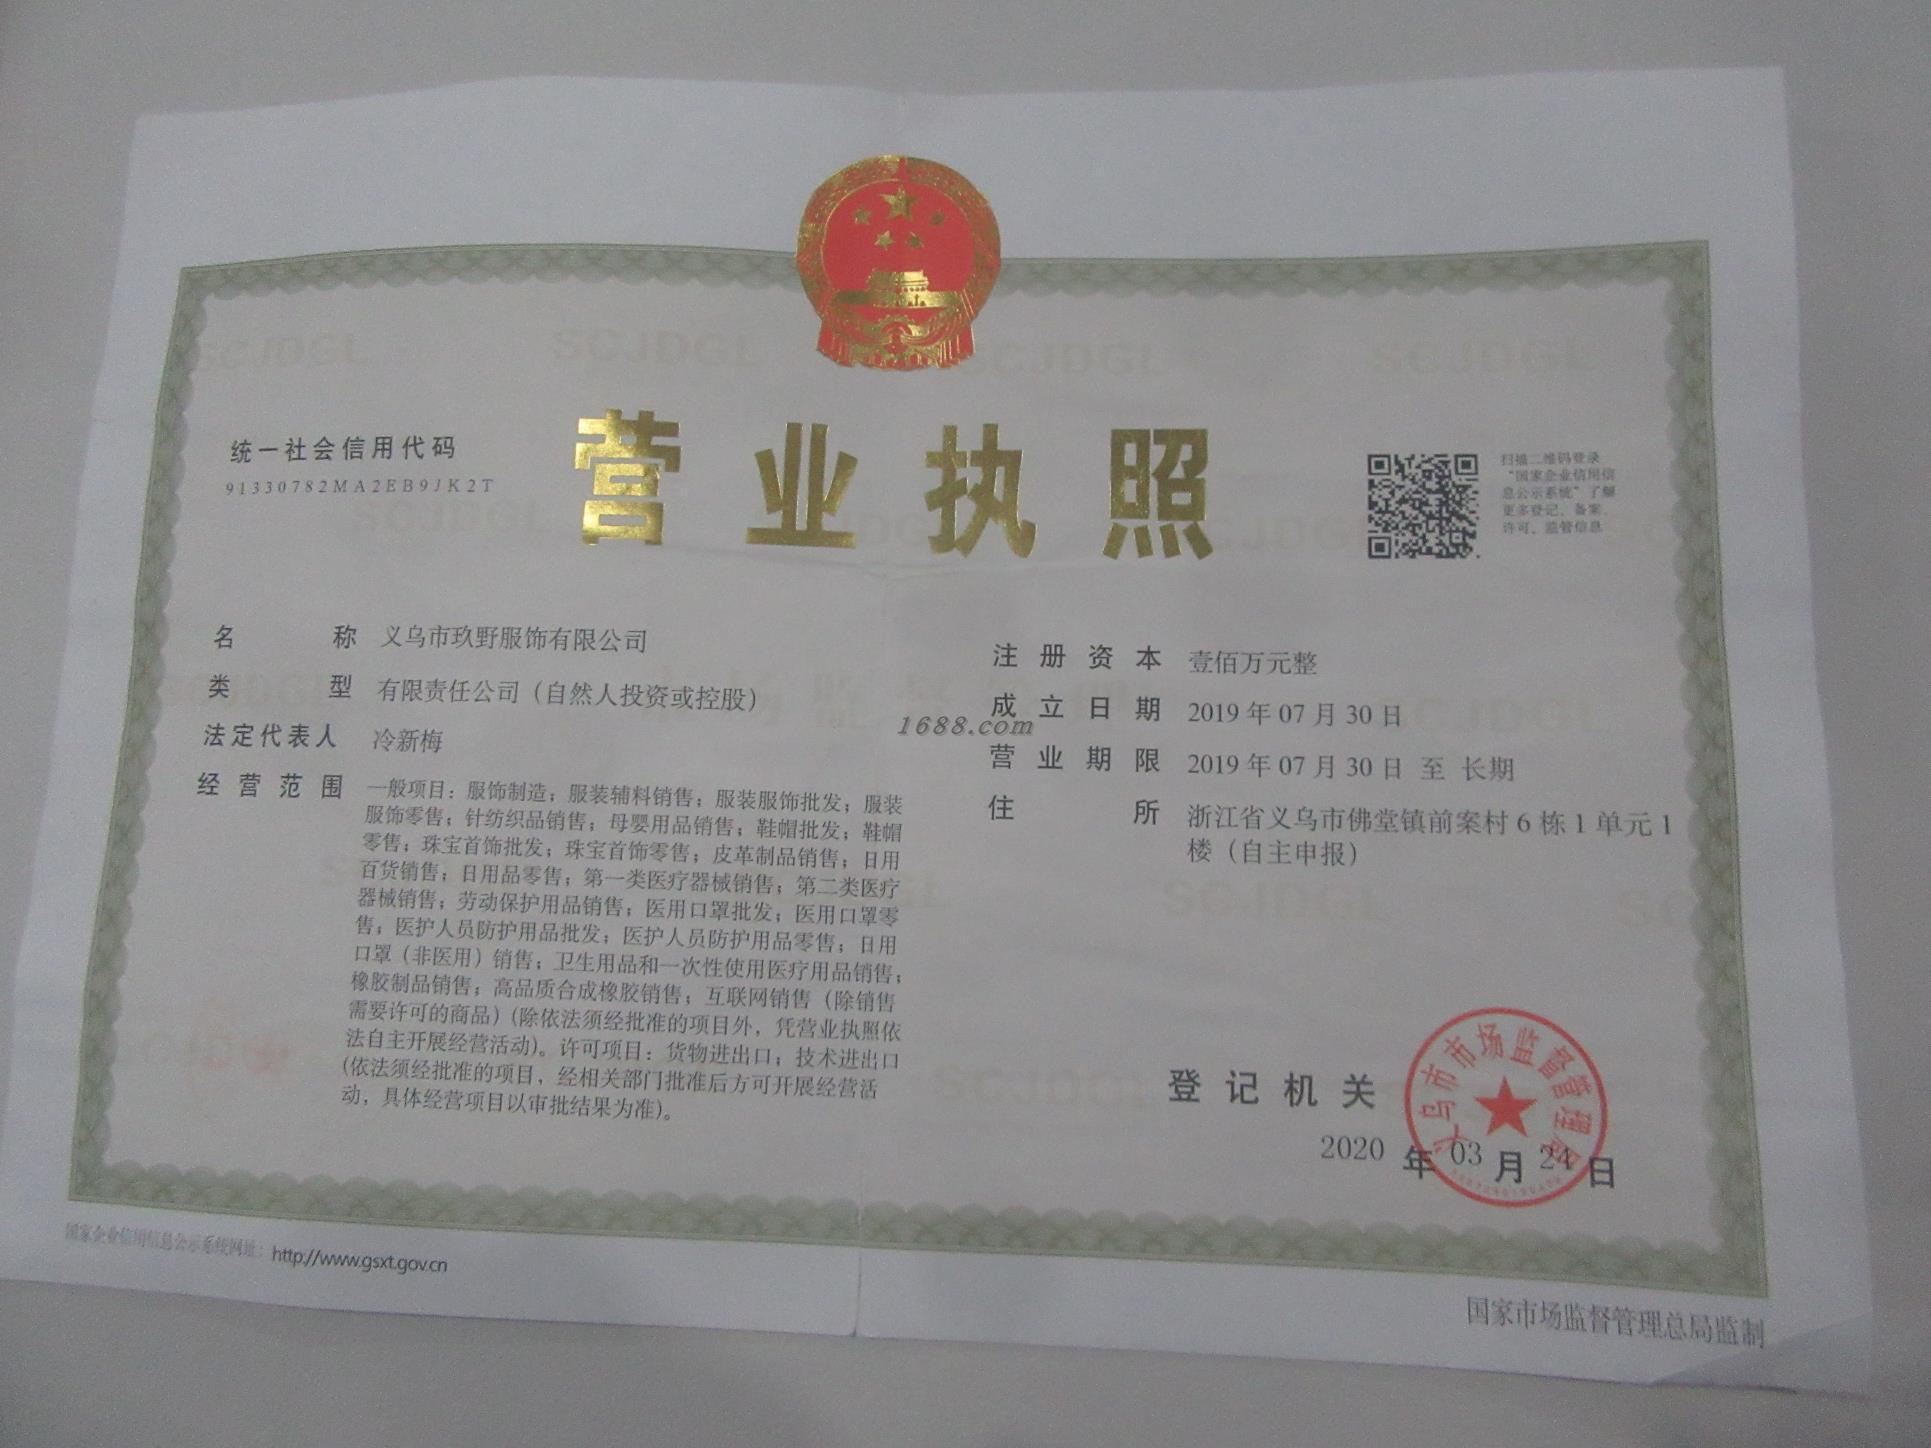 统一社会信用代码
91330782MA2EB9JK2T
营业执照
扫描二维码登录
“国家企业信用信
息公示系统”了解
更多登记、备案、
许可、监管信息
名称 义乌市玖野服饰有限公司
类型 有限责任公司（自然人投资或控股）
法定代表人 冷新梅
经营范围 一般项目：服饰制造；服装辅料销售；服装服饰批发；服装
服饰零售；针纺织品销售；母婴用品销售；鞋帽批发；鞋帽
零售；珠宝首饰批发；珠宝首饰零售；皮革制品销售；日用
百货销售；日用品零售；第一类医疗器械销售；第二类医疗
器械销售；劳动保护用品销售；医用口罩批发；医用口罩零
售；医护人员防护用品批发；医护人员防护用品零售；日用
口罩（非医用）销售；卫生用品和一次性使用医疗用品销售；
橡胶制品销售；高品质合成橡胶销售；互联网销售（除销售
需要许可的商品）(除依法须经批准的项目外，凭营业执照依
法自主开展经营活动)。许可项目：货物进出口；技术进出口
(依法须经批准的项目，经相关部门批准后方可开展经营活
动，具体经营项目以审批结果为准)。
注册资本 壹佰万元整
成立日期 2019年07月30日
营业期限 2019年07月30日 至 长期
住所 浙江省义乌市佛堂镇前案村6栋1单元1
楼（自主申报）
1688.com
登记机关
义乌市市场监督管理局
2020年03月24日
国家企业信用信息公示系统网址：http://www.gsxt.gov.cn
国家市场监督管理总局监制